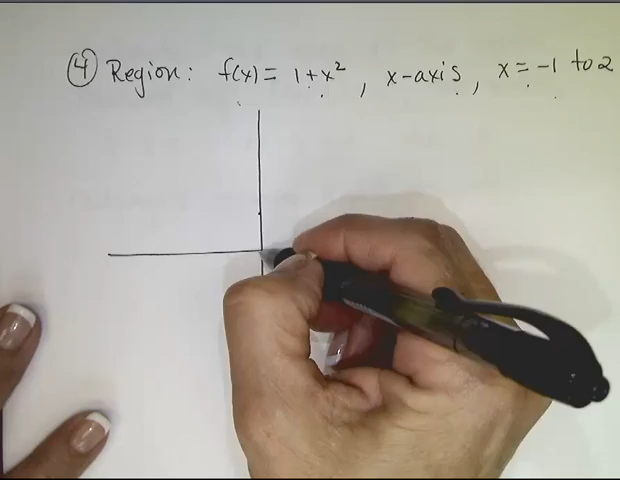 ④ Region: f(x) = 1+x², x-axis, x = -1 to 2